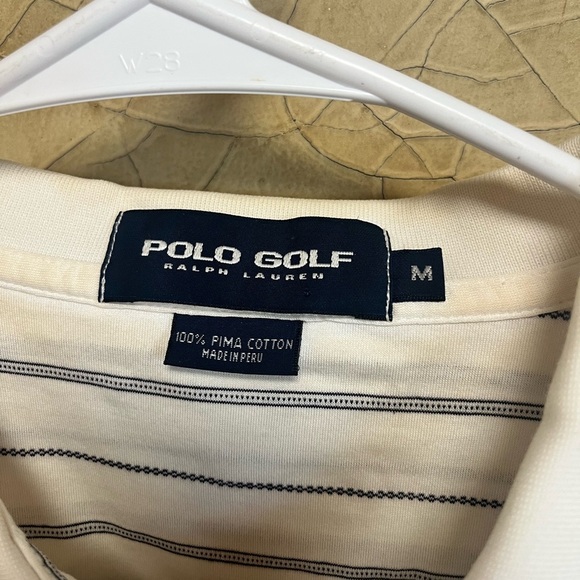 W28
POLO GOLF
RALPH LAUREN
M
100% PIMA COTTON
MADE IN PERU